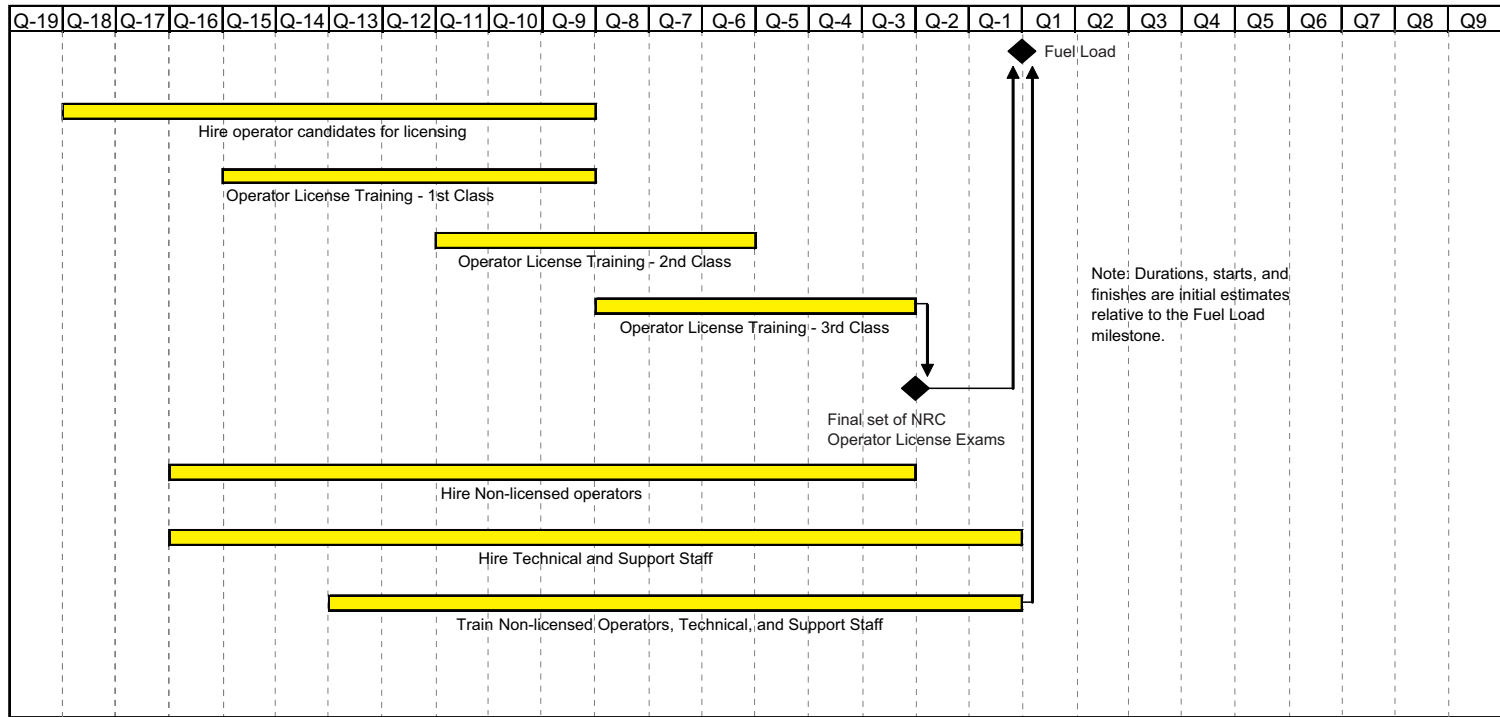 Q-19 Q-18 Q-17 Q-16 Q-15 Q-14 Q-13 Q-12 Q-11 Q-10 Q-9 Q-8 Q-7 Q-6 Q-5 Q-4 Q-3 Q-2 Q-1 Q1 Q2 Q3 Q4 Q5 Q6 Q7 Q8 Q9
Fuel Load
Hire operator candidates for licensing
Operator License Training - 1st Class
Operator License Training - 2nd Class
Note: Durations, starts, and
finishes are initial estimates
relative to the Fuel Load
milestone.
Operator License Training - 3rd Class
Final set of NRC
Operator License Exams
Hire Non-licensed operators
Hire Technical and Support Staff
Train Non-licensed Operators, Technical, and Support Staff